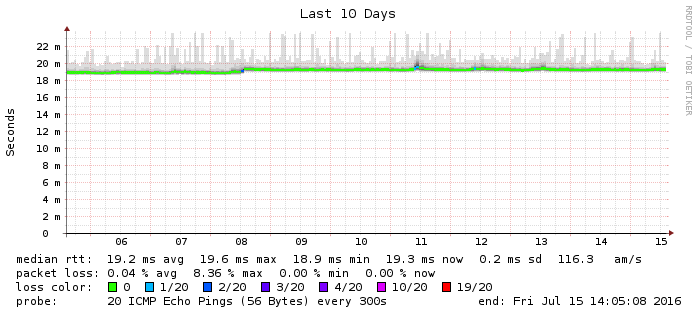 Last 10 Days
RRDTOOL / TOBI OETIKER
Seconds
22 m
20 m
18 m
16 m
14 m
12 m
10 m
8 m
6 m
4 m
2 m
0
06 07 08 09 10 11 12 13 14 15
median rtt: 19.2 ms avg 19.6 ms max 18.9 ms min 19.3 ms now 0.2 ms sd 116.3 am/s
packet loss: 0.04 % avg 8.36 % max 0.00 % min 0.00 % now
loss color: 0 1/20 2/20 3/20 4/20 10/20 19/20
probe: 20 ICMP Echo Pings (56 Bytes) every 300s end: Fri Jul 15 14:05:08 2016